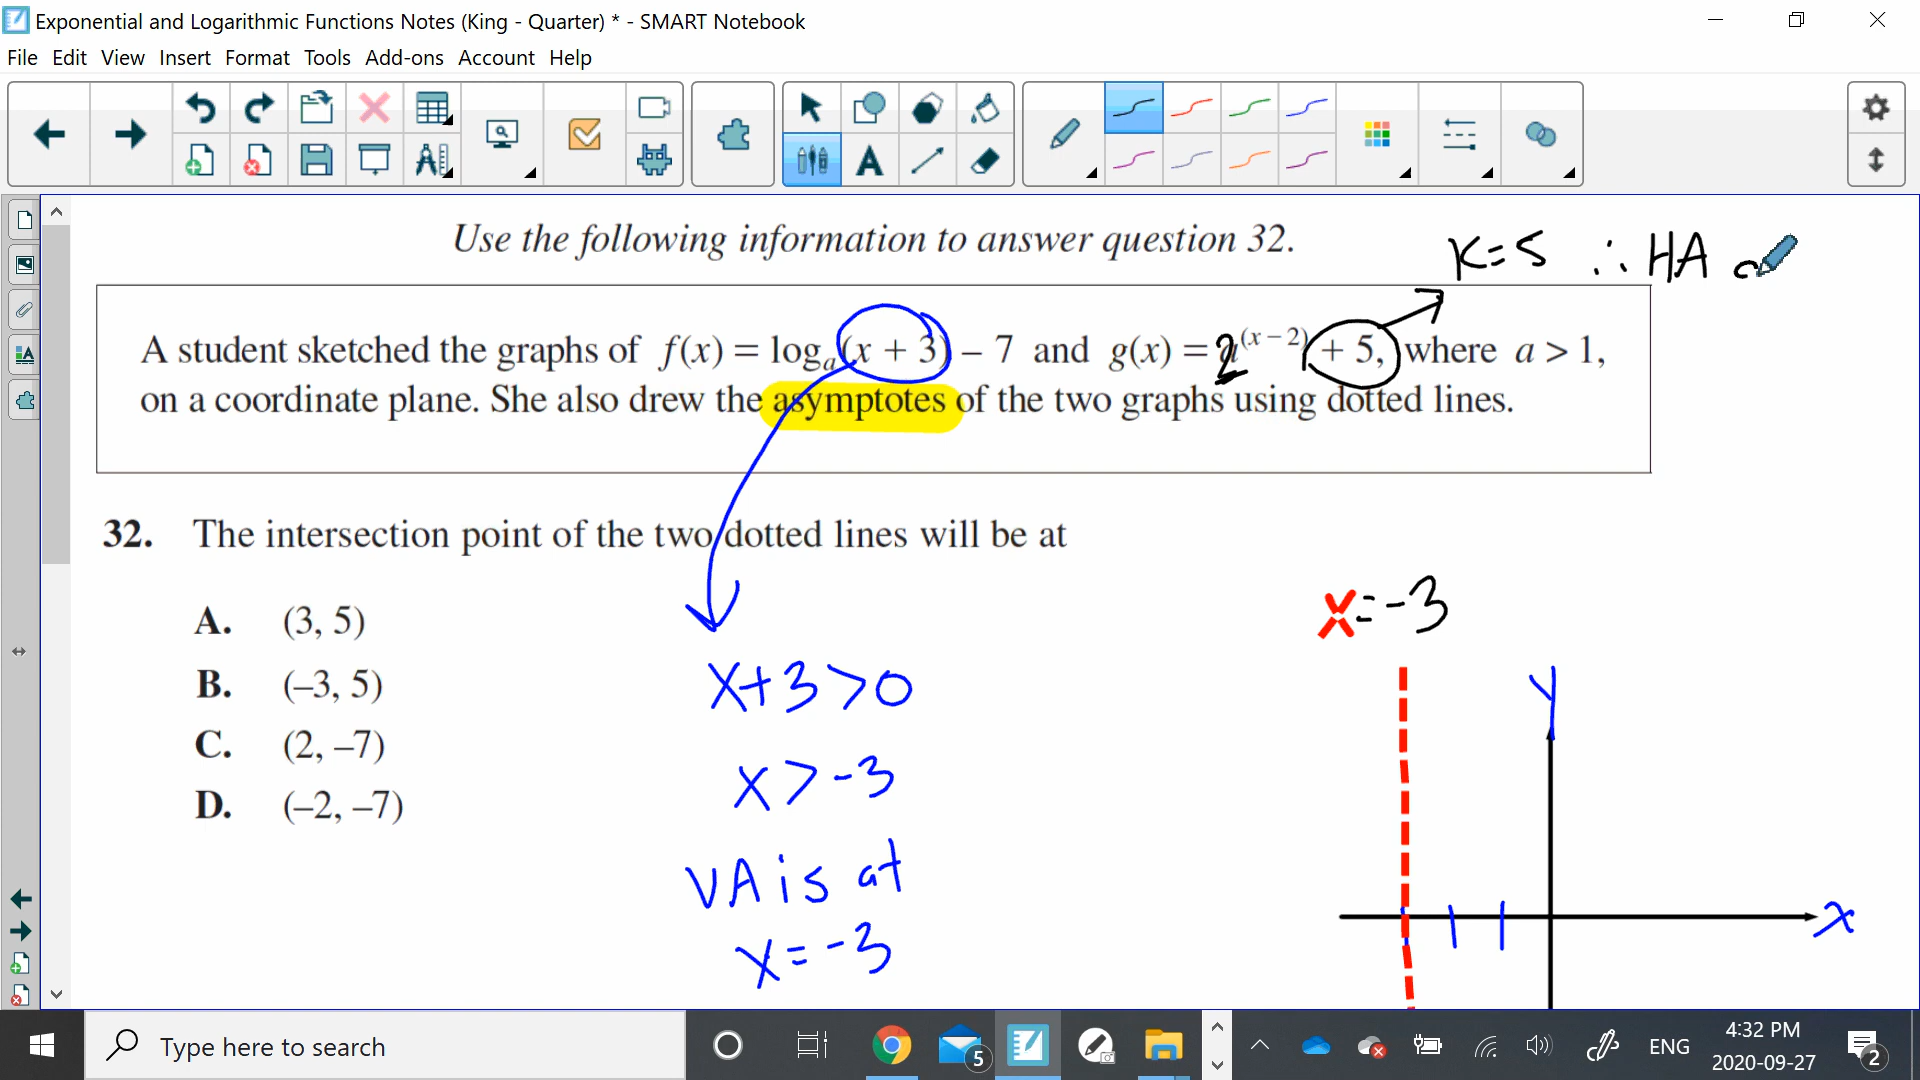 Exponential and Logarithmic Functions Notes (King - Quarter) * - SMART Notebook
File Edit View Insert Format Tools Add-ons Account Help
Use the following information to answer question 32.
K=5 ∴ HA
A student sketched the graphs of f(x) = logₐ(x + 3) – 7 and g(x) = 2^(x – 2) + 5, where a > 1,
on a coordinate plane. She also drew the asymptotes of the two graphs using dotted lines.
32. The intersection point of the two dotted lines will be at
A. (3, 5)
B. (–3, 5)
C. (2, –7)
D. (–2, –7)
x+3>0
x>-3
VA is at
x=-3
x=-3
y
x
Type here to search
5
ENG
4:32 PM
2020-09-27
2